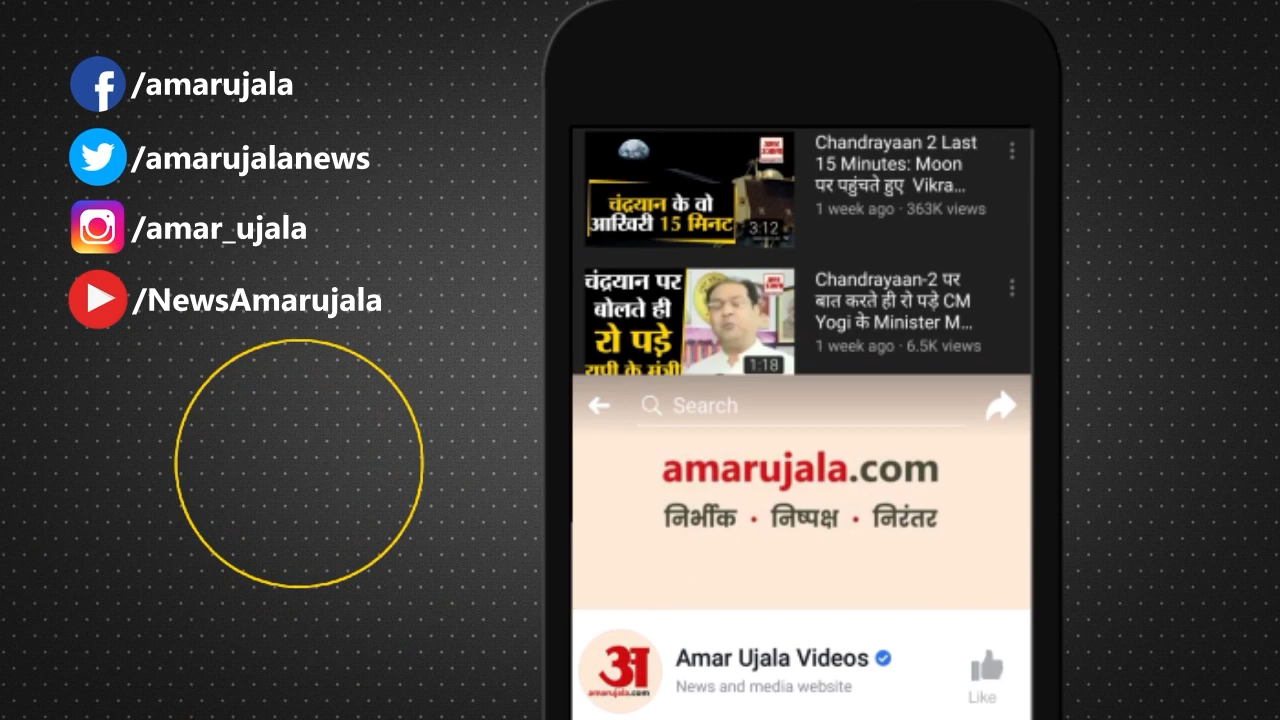 /amarujala
/amarujalanews
/amar_ujala
/NewsAmarujala
चंद्रयान के वो
आखिरी 15 मिनट
3:12
Chandrayaan 2 Last
15 Minutes: Moon
पर पहुंचते हुए Vikra...
1 week ago · 363K views
चंद्रयान पर
बोलते ही
रो पड़े
यूपी के मंत्री
1:18
Chandrayaan-2 पर
बात करते ही रो पड़े CM
Yogi के Minister M...
1 week ago · 6.5K views
Search
amarujala.com
निर्भीक • निष्पक्ष • निरंतर
अ
amarujala.com
Amar Ujala Videos
News and media website
Like